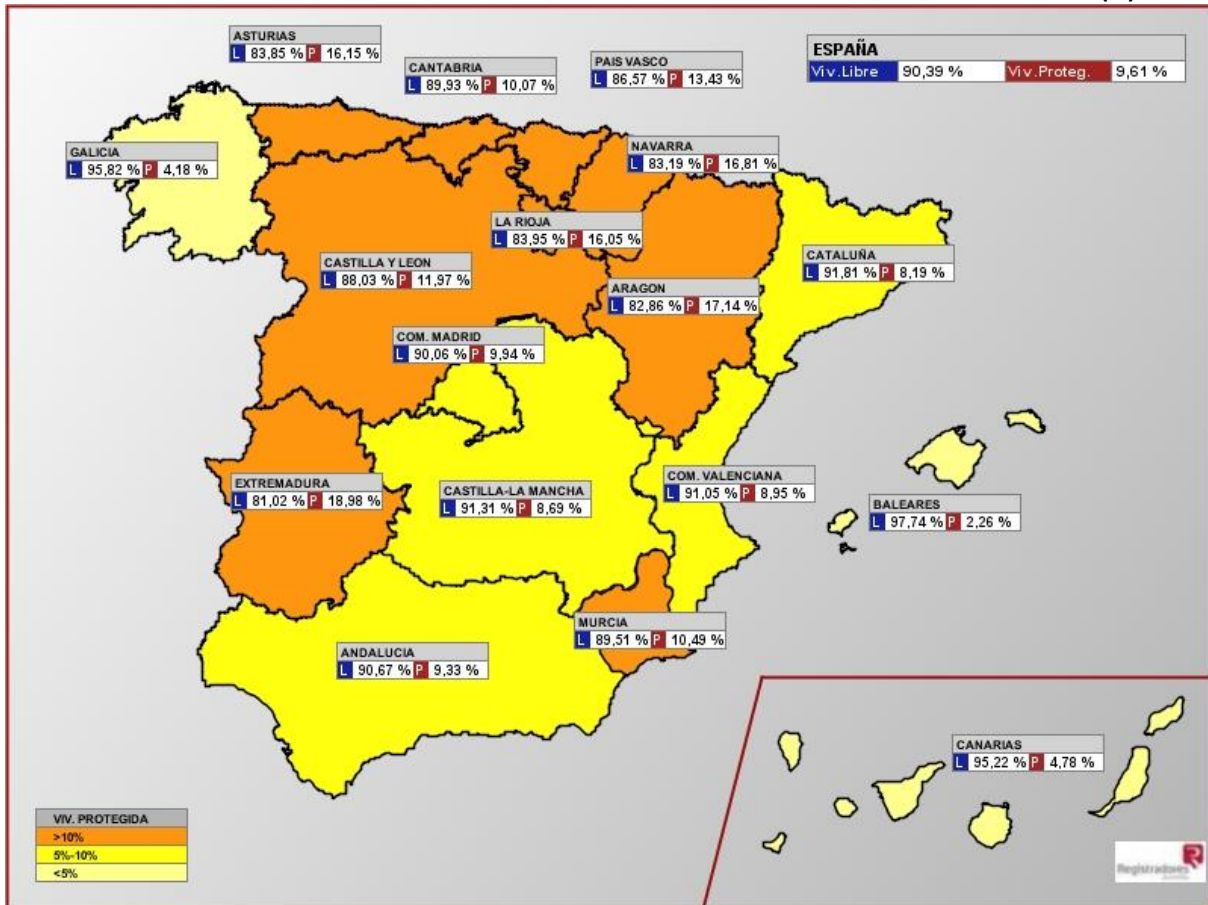 ASTURIAS
L 83,85 % P 16,15 %
CANTABRIA
L 89,93 % P 10,07 %
PAIS VASCO
L 86,57 % P 13,43 %
ESPAÑA
Viv.Libre 90,39 % Viv.Proteg. 9,61 %
GALICIA
L 95,82 % P 4,18 %
NAVARRA
L 83,19 % P 16,81 %
LA RIOJA
L 83,95 % P 16,05 %
CASTILLA Y LEON
L 88,03 % P 11,97 %
CATALUÑA
L 91,81 % P 8,19 %
ARAGON
L 82,86 % P 17,14 %
COM. MADRID
L 90,06 % P 9,94 %
EXTREMADURA
L 81,02 % P 18,98 %
CASTILLA-LA MANCHA
L 91,31 % P 8,69 %
COM. VALENCIANA
L 91,05 % P 8,95 %
BALEARES
L 97,74 % P 2,26 %
MURCIA
L 89,51 % P 10,49 %
ANDALUCIA
L 90,67 % P 9,33 %
CANARIAS
L 95,22 % P 4,78 %
VIV. PROTEGIDA
>10%
5%-10%
<5%
Registradores